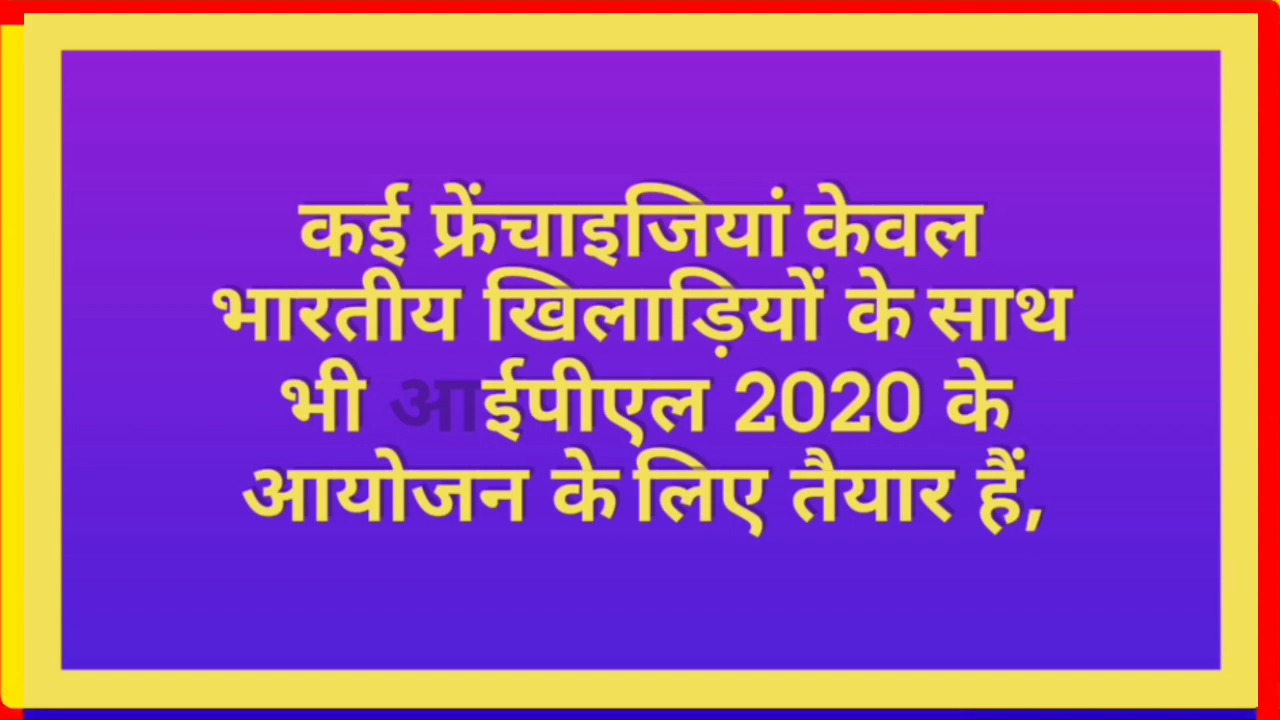 कई फ्रेंचाइजियां केवल
भारतीय खिलाड़ियों के साथ
भी आईपीएल 2020 के
आयोजन के लिए तैयार हैं,